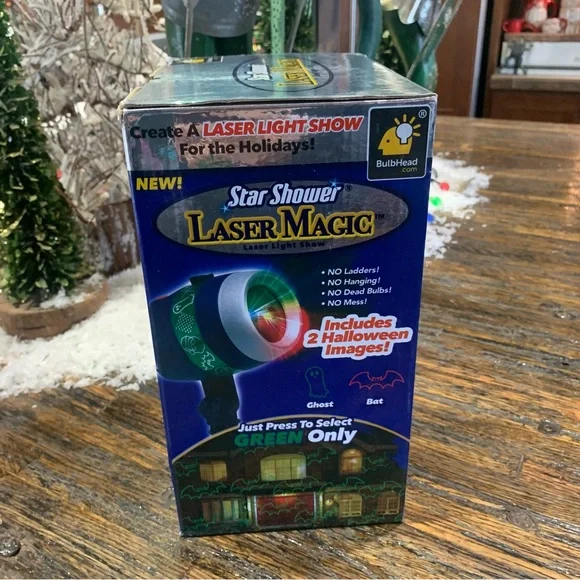 Create A LASER LIGHT SHOW
For the Holidays!
BulbHead
.com
NEW!
Star Shower®
LASER MAGIC™
Laser Light Show
• NO Ladders!
• NO Hanging!
• NO Dead Bulbs!
• NO Mess!
Includes
2 Halloween
Images!
Ghost
Bat
Just Press To Select
GREEN Only